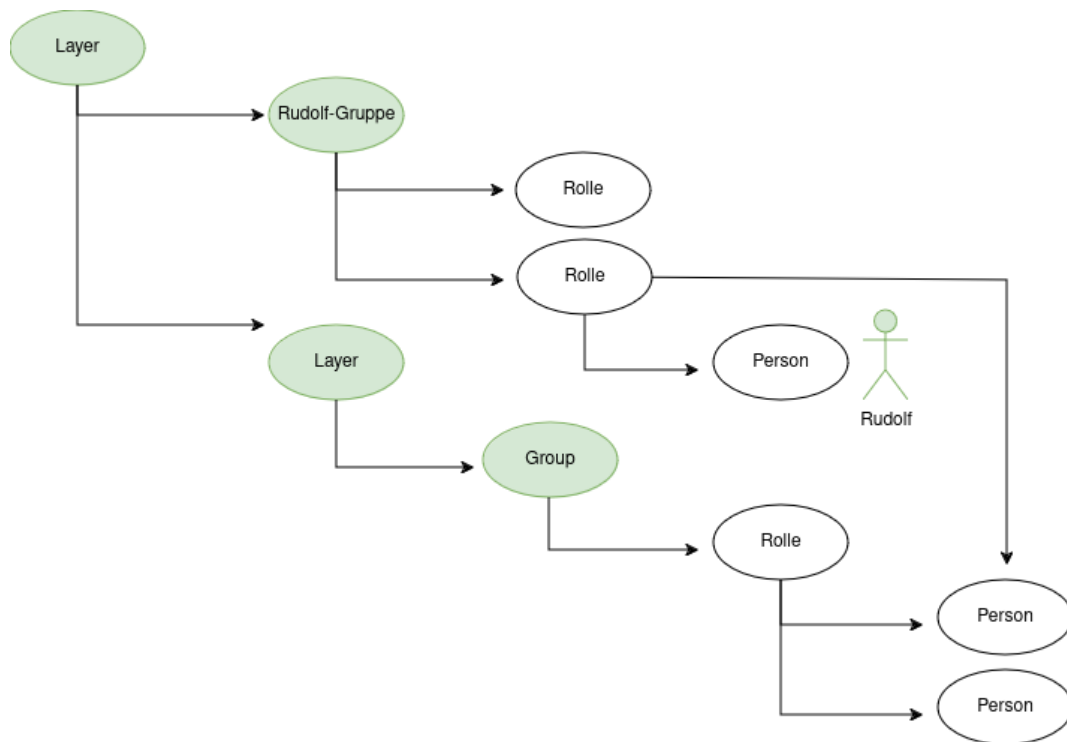 Layer
Rudolf-Gruppe
Rolle
Rolle
Layer
Person
Rudolf
Group
Rolle
Person
Person